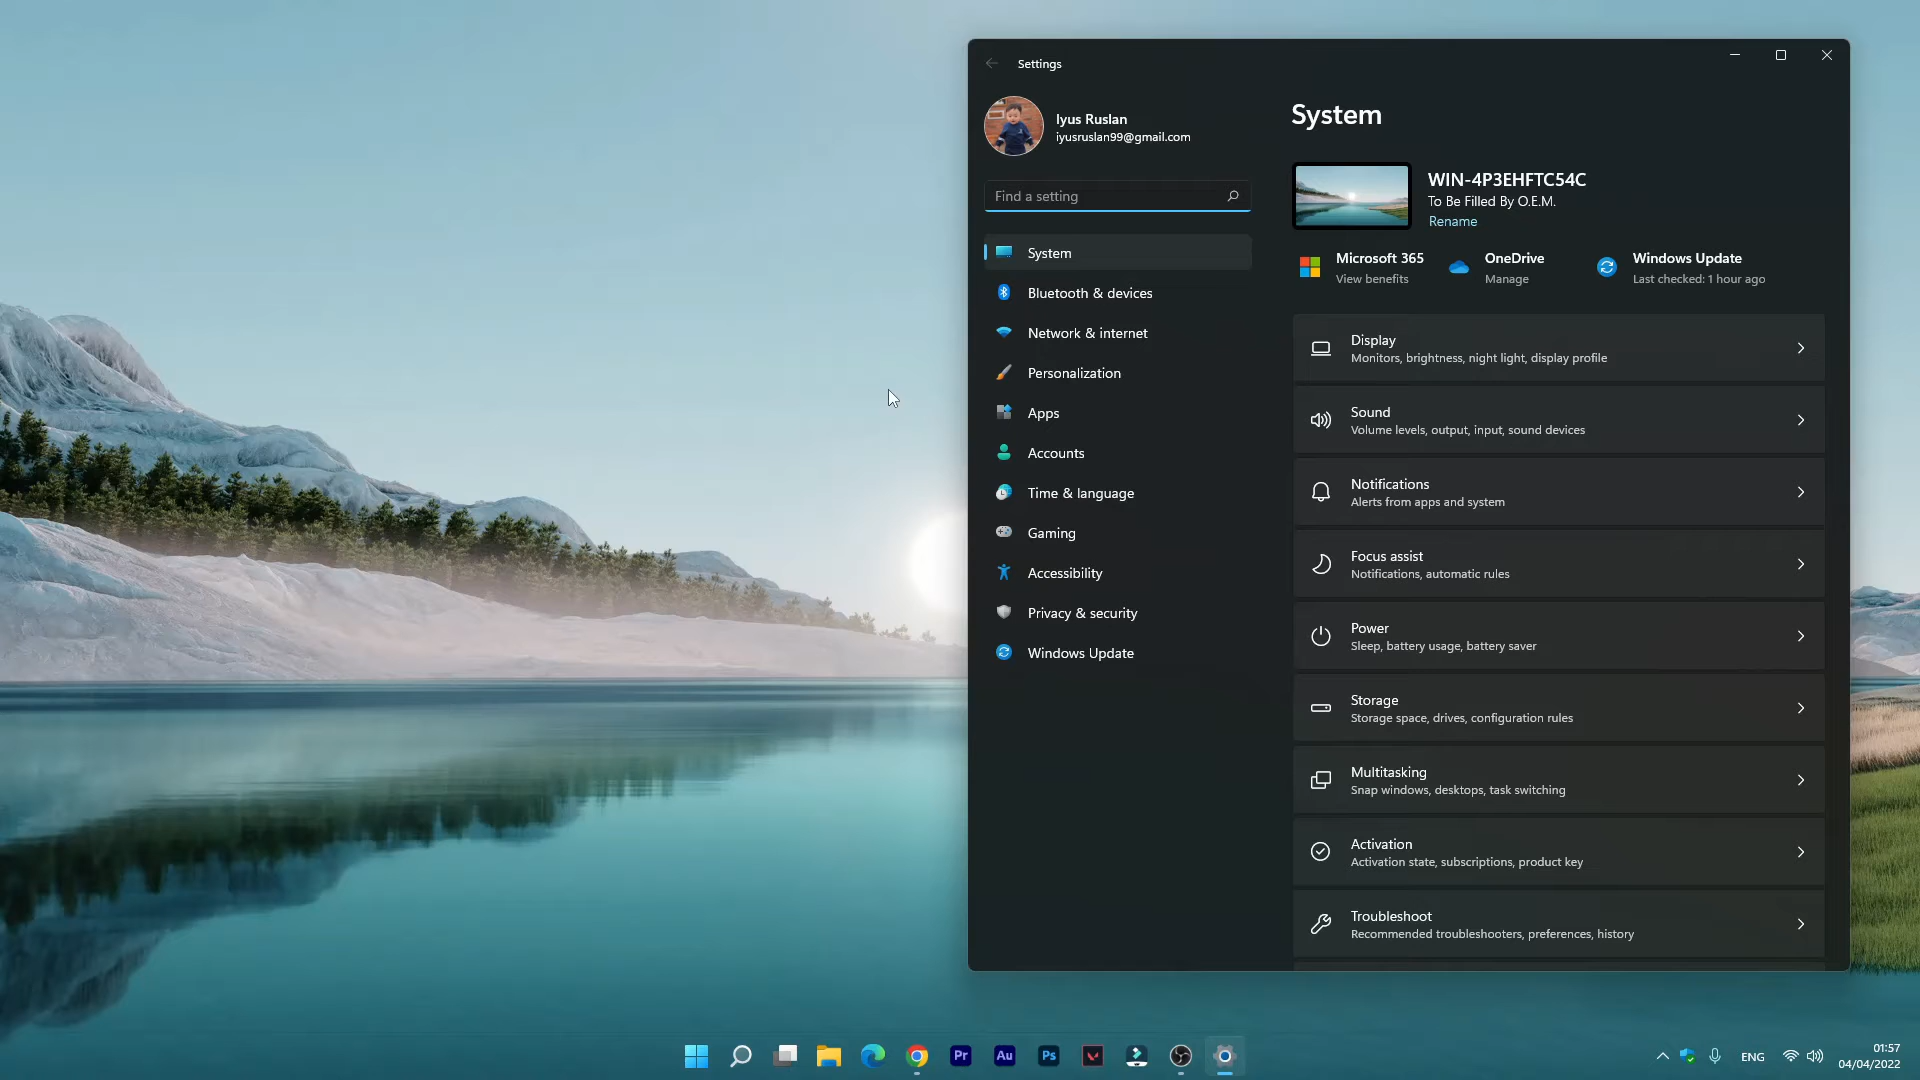 Settings
Iyus Ruslan
iyusruslan99@gmail.com
Find a setting
System
Bluetooth & devices
Network & internet
Personalization
Apps
Accounts
Time & language
Gaming
Accessibility
Privacy & security
Windows Update
System
WIN-4P3EHFTC54C
To Be Filled By O.E.M.
Rename
Microsoft 365
View benefits
OneDrive
Manage
Windows Update
Last checked: 1 hour ago
Display
Monitors, brightness, night light, display profile
Sound
Volume levels, output, input, sound devices
Notifications
Alerts from apps and system
Focus assist
Notifications, automatic rules
Power
Sleep, battery usage, battery saver
Storage
Storage space, drives, configuration rules
Multitasking
Snap windows, desktops, task switching
Activation
Activation state, subscriptions, product key
Troubleshoot
Recommended troubleshooters, preferences, history
Pr
Au
Ps
ENG
01:57
04/04/2022